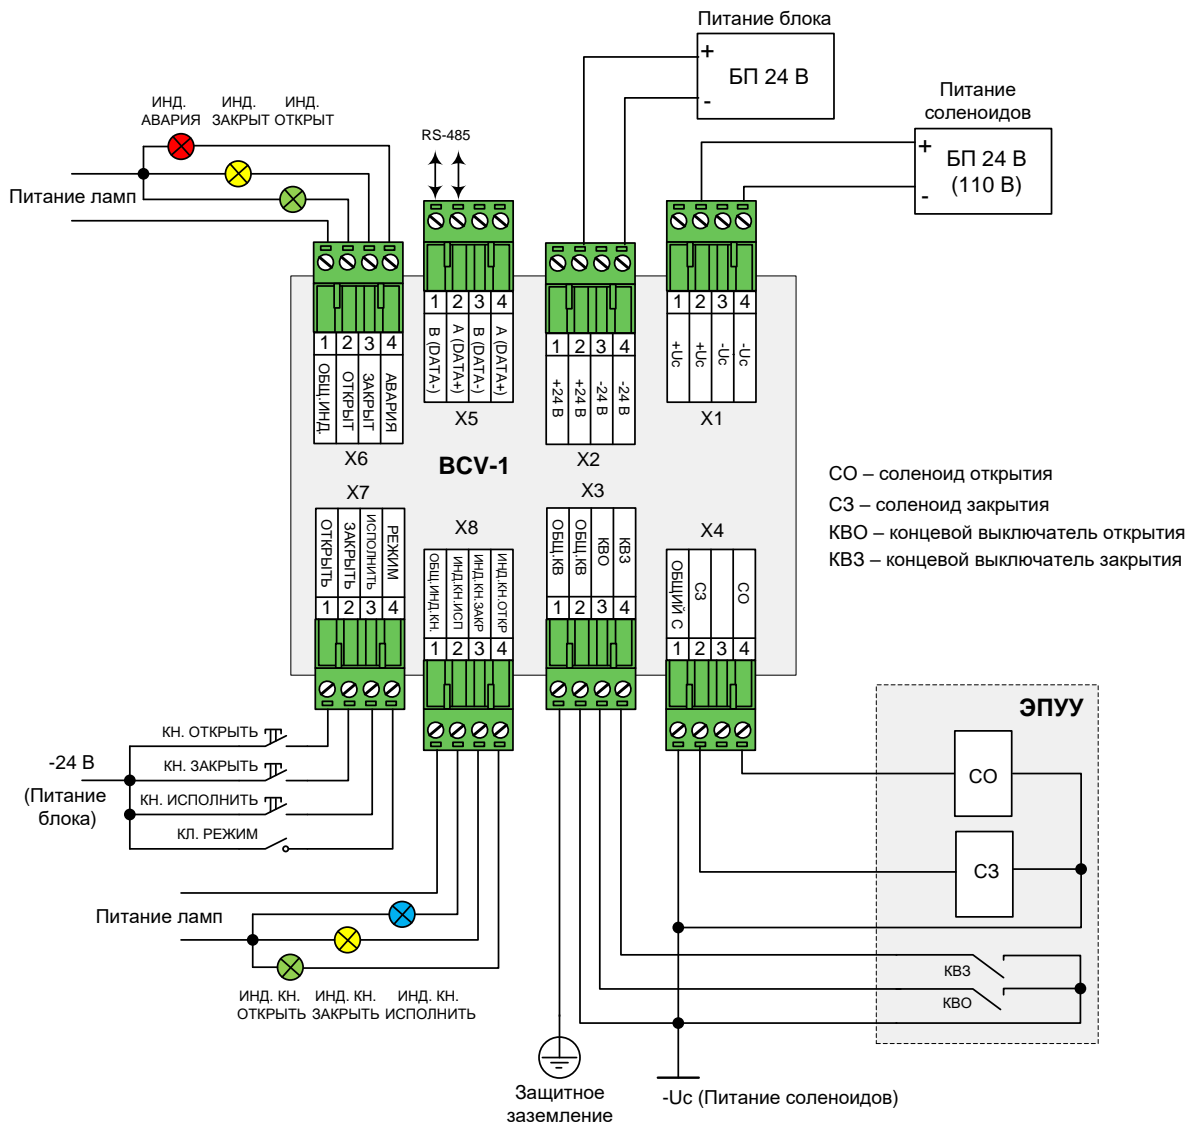 Питание блока
+
БП 24 В
-
Питание
соленоидов
+
БП 24 В
(110 В)
-
ИНД.
АВАРИЯ
ИНД.
ЗАКРЫТ
ИНД.
ОТКРЫТ
Питание ламп
RS-485
1 2 3 4
ОБЩ.ИНД.
ОТКРЫТ
ЗАКРЫТ
АВАРИЯ
X6
1 2 3 4
B (DATA-)
A (DATA+)
B (DATA-)
A (DATA+)
X5
1 2 3 4
+24 В
+24 В
-24 В
-24 В
X2
1 2 3 4
+Uc
+Uc
-Uc
-Uc
X1
BCV-1
СО – соленоид открытия
СЗ – соленоид закрытия
КВО – концевой выключатель открытия
КВЗ – концевой выключатель закрытия
X7
ОТКРЫТЬ
ЗАКРЫТЬ
ИСПОЛНИТЬ
РЕЖИМ
1 2 3 4
X8
ОБЩ.ИНД.КН.
ИНД.КН.ИСП
ИНД.КН.ЗАКР
ИНД.КН.ОТКР
1 2 3 4
X3
ОБЩ.КВ
ОБЩ.КВ
КВО
КВЗ
1 2 3 4
X4
ОБЩИЙ С
СЗ
СО
1 2 3 4
КН. ОТКРЫТЬ
КН. ЗАКРЫТЬ
КН. ИСПОЛНИТЬ
КЛ. РЕЖИМ
-24 В
(Питание
блока)
Питание ламп
ИНД. КН.
ОТКРЫТЬ
ИНД. КН.
ЗАКРЫТЬ
ИНД. КН.
ИСПОЛНИТЬ
ЭПУУ
СО
СЗ
КВЗ
КВО
Защитное
заземление
-Uc (Питание соленоидов)